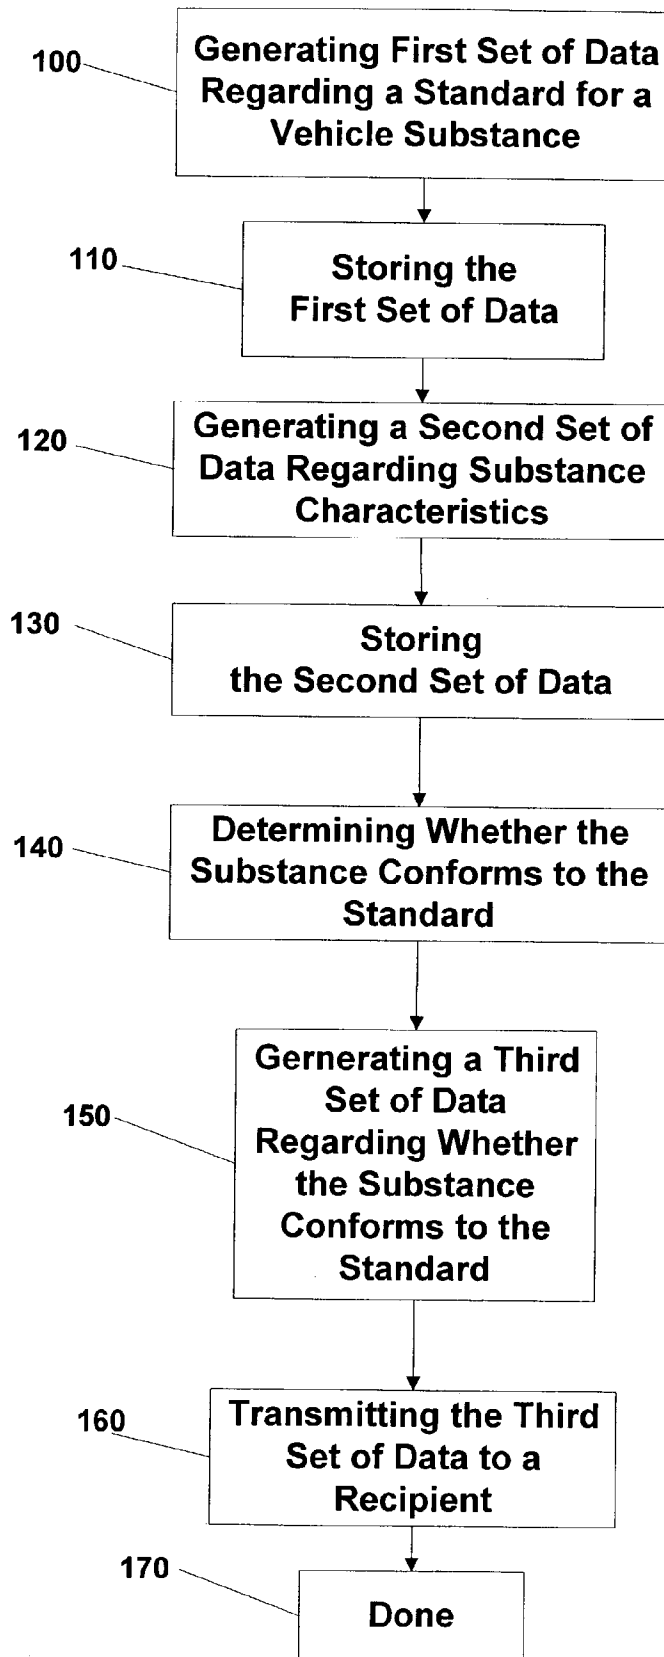 100
Generating First Set of Data
Regarding a Standard for a
Vehicle Substance
110
Storing the
First Set of Data
120
Generating a Second Set of
Data Regarding Substance
Characteristics
130
Storing
the Second Set of Data
140
Determining Whether the
Substance Conforms to the
Standard
150
Gernerating a Third
Set of Data
Regarding Whether
the Substance
Conforms to the
Standard
160
Transmitting the Third
Set of Data to a
Recipient
170
Done